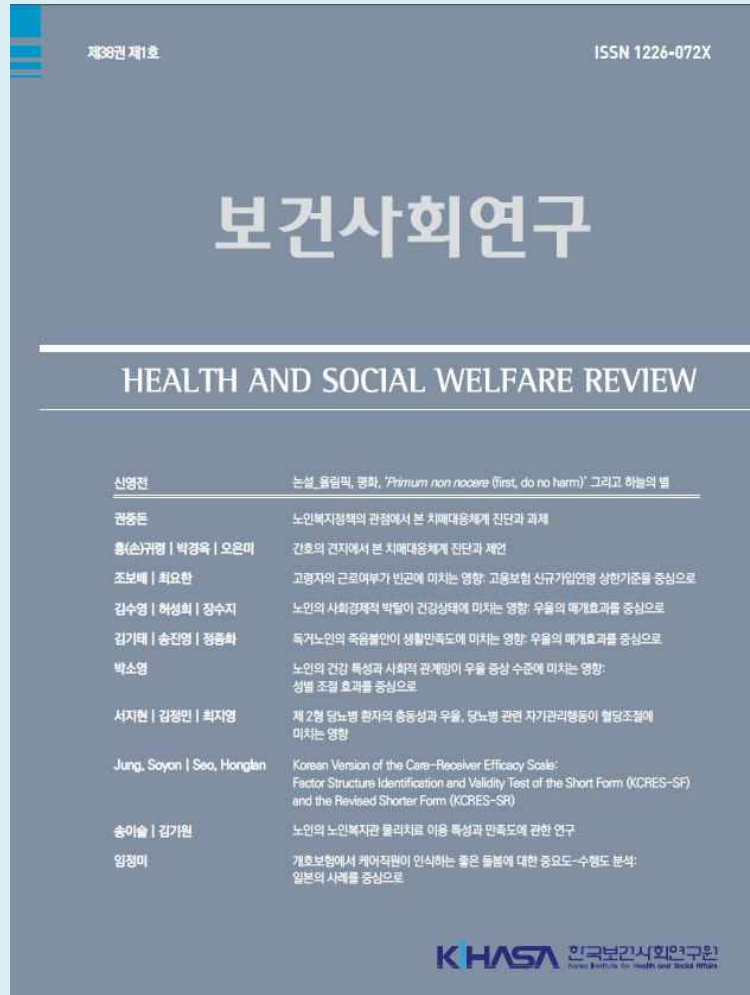 제38권 제1호
ISSN 1226-072X
보건사회연구
HEALTH AND SOCIAL WELFARE REVIEW
신영전 논설_올림픽, 평화, ‘Primum non nocere (first, do no harm)’ 그리고 하늘의 별
권중돈 노인복지정책의 관점에서 본 치매대응체계 진단과 과제
홍(손)귀령 | 박경옥 | 오은미 간호의 견지에서 본 치매대응체계 진단과 제언
조보배 | 최요한 고령자의 근로여부가 빈곤에 미치는 영향: 고용보험 신규가입연령 상한기준을 중심으로
김수영 | 허성희 | 장수지 노인의 사회경제적 박탈이 건강상태에 미치는 영향: 우울의 매개효과를 중심으로
김기태 | 송진영 | 정종화 독거노인의 죽음불안이 생활만족도에 미치는 영향: 우울의 매개효과를 중심으로
박소영 노인의 건강 특성과 사회적 관계망이 우울 증상 수준에 미치는 영향:
성별 조절 효과를 중심으로
서지현 | 김정민 | 최지영 제 2형 당뇨병 환자의 충동성과 우울, 당뇨병 관련 자기관리행동이 혈당조절에
미치는 영향
Jung, Soyon | Seo, Honglan Korean Version of the Care-Receiver Efficacy Scale:
Factor Structure Identification and Validity Test of the Short Form (KCRES-SF)
and the Revised Shorter Form (KCRES-SR)
송이슬 | 김기원 노인의 노인복지관 물리치료 이용 특성과 만족도에 관한 연구
임정미 개호보험에서 케어직원이 인식하는 좋은 돌봄에 대한 중요도-수행도 분석:
일본의 사례를 중심으로
KIHASA 한국보건사회연구원
Korea Institute for Health and Social Affairs